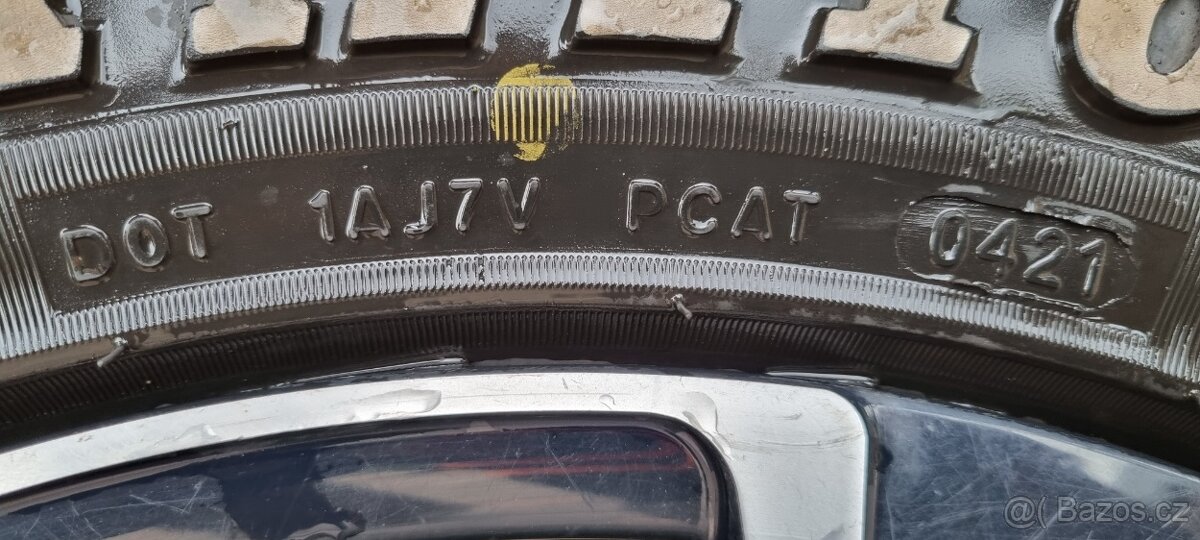 DOT 1AJ7V PCAT 0421
@( Bazos.cz